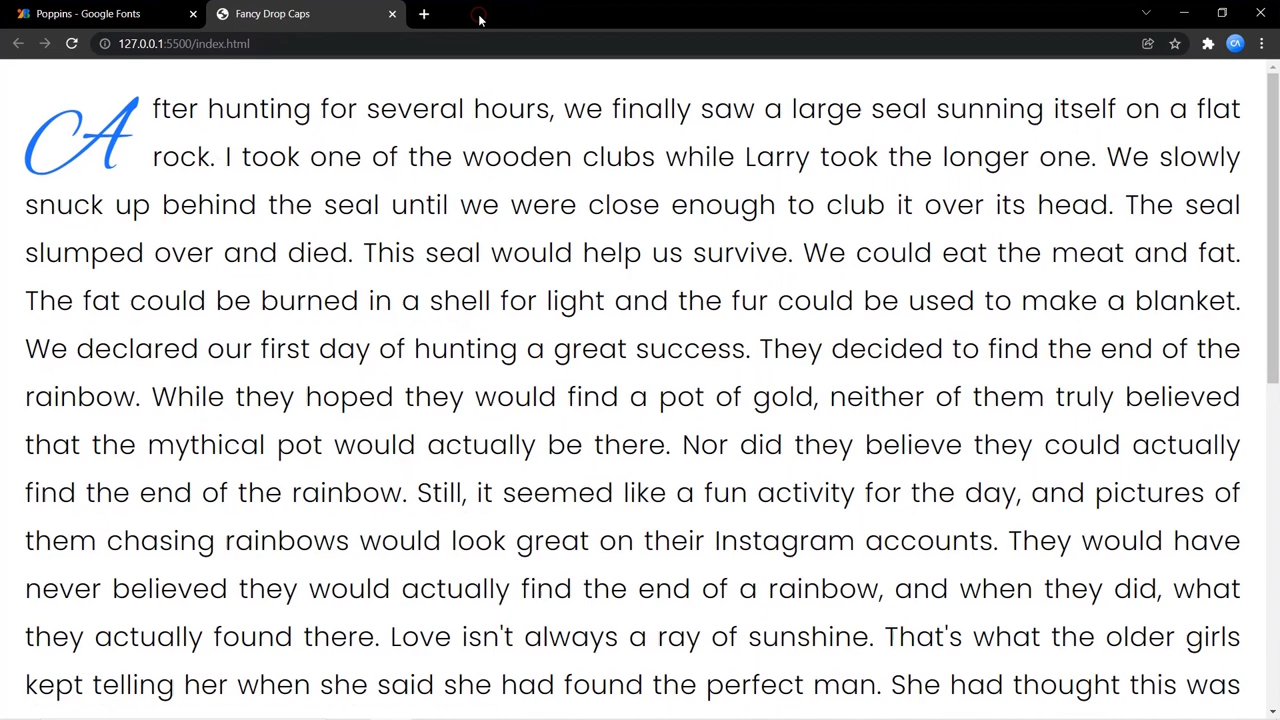 Poppins - Google Fonts
Fancy Drop Caps
127.0.0.1:5500/index.html
CA
After hunting for several hours, we finally saw a large seal sunning itself on a flat
rock. I took one of the wooden clubs while Larry took the longer one. We slowly
snuck up behind the seal until we were close enough to club it over its head. The seal
slumped over and died. This seal would help us survive. We could eat the meat and fat.
The fat could be burned in a shell for light and the fur could be used to make a blanket.
We declared our first day of hunting a great success. They decided to find the end of the
rainbow. While they hoped they would find a pot of gold, neither of them truly believed
that the mythical pot would actually be there. Nor did they believe they could actually
find the end of the rainbow. Still, it seemed like a fun activity for the day, and pictures of
them chasing rainbows would look great on their Instagram accounts. They would have
never believed they would actually find the end of a rainbow, and when they did, what
they actually found there. Love isn't always a ray of sunshine. That's what the older girls
kept telling her when she said she had found the perfect man. She had thought this was